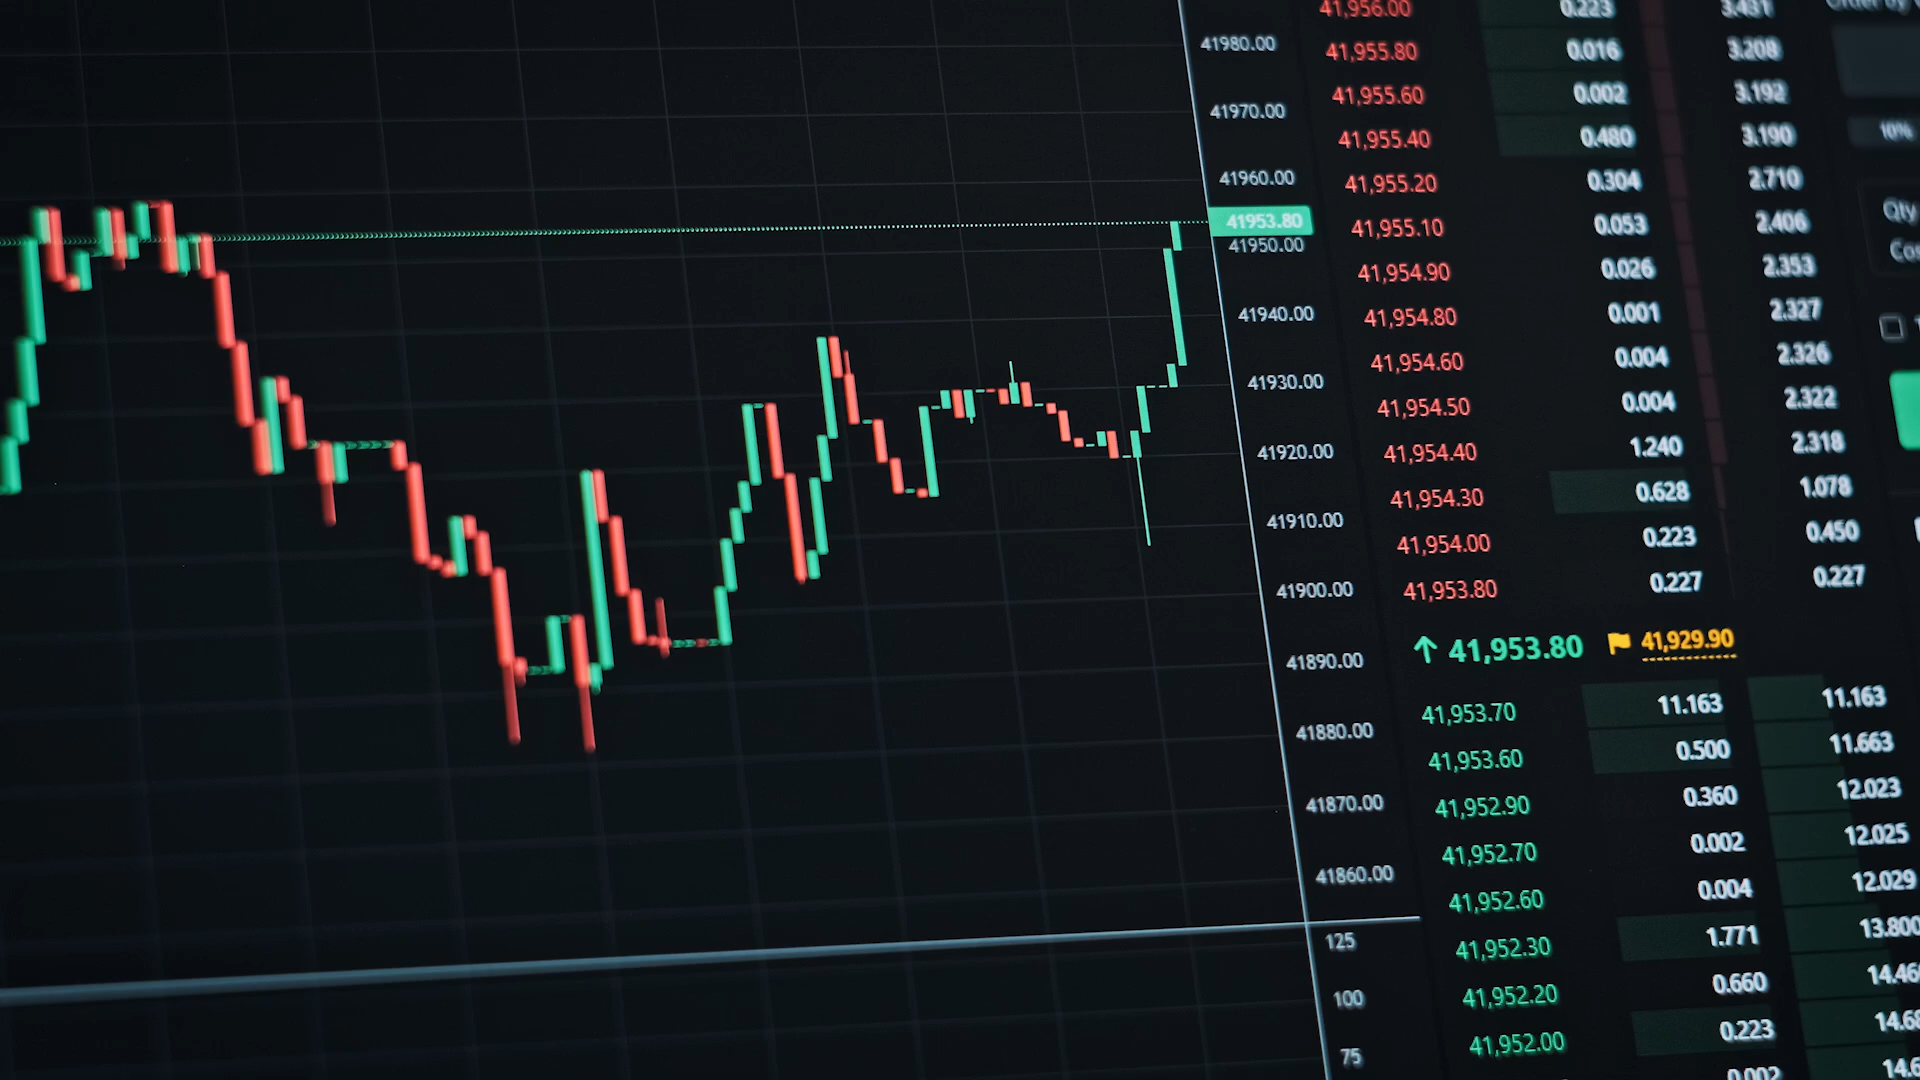 41980.00
41970.00
41960.00
41953.80
41950.00
41940.00
41930.00
41920.00
41910.00
41900.00
41890.00
41880.00
41870.00
41860.00
125
100
75
41,956.00 0.223 3.431
41,955.80 0.016 3.208
41,955.60 0.002 3.192
41,955.40 0.480 3.190
41,955.20 0.304 2.710
41,955.10 0.053 2.406
41,954.90 0.026 2.353
41,954.80 0.001 2.327
41,954.60 0.004 2.326
41,954.50 0.004 2.322
41,954.40 1.240 2.318
41,954.30 0.628 1.078
41,954.00 0.223 0.450
41,953.80 0.227 0.227
↑ 41,953.80 41,929.90
41,953.70 11.163 11.163
41,953.60 0.500 11.663
41,952.90 0.360 12.023
41,952.70 0.002 12.025
41,952.60 0.004 12.029
41,952.30 1.771 13.800
41,952.20 0.660 14.460
41,952.00 0.223 14.68
0.002 14.6
Order by
10%
Qty
Cos